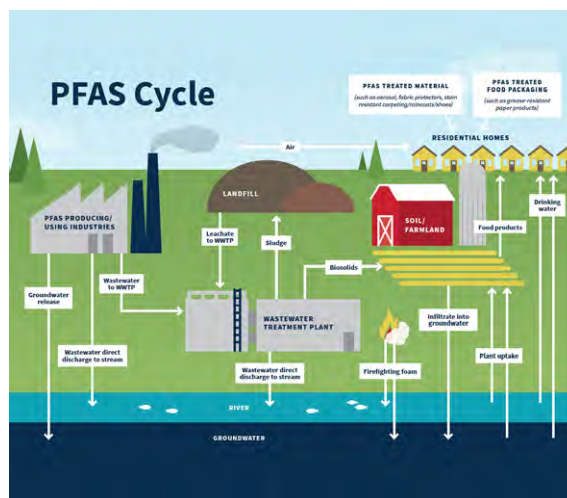 PFAS Cycle
PFAS TREATED MATERIAL
(such as aerosol, fabric protectors, stain
resistant carpeting/raincoats/shoes)
PFAS TREATED
FOOD PACKAGING
(such as grease-resistant
paper products)
RESIDENTIAL HOMES
Air
LANDFILL
PFAS PRODUCING/
USING INDUSTRIES
SOIL/
FARMLAND
Drinking
water
Food products
Leachate
to WWTP
Sludge
Biosolids
Wastewater
to WWTP
Groundwater
release
WASTEWATER
TREATMENT PLANT
Infiltrate into
groundwater
Wastewater direct
discharge to stream
Wastewater direct
discharge to stream
Firefighting foam
Plant uptake
RIVER
GROUNDWATER